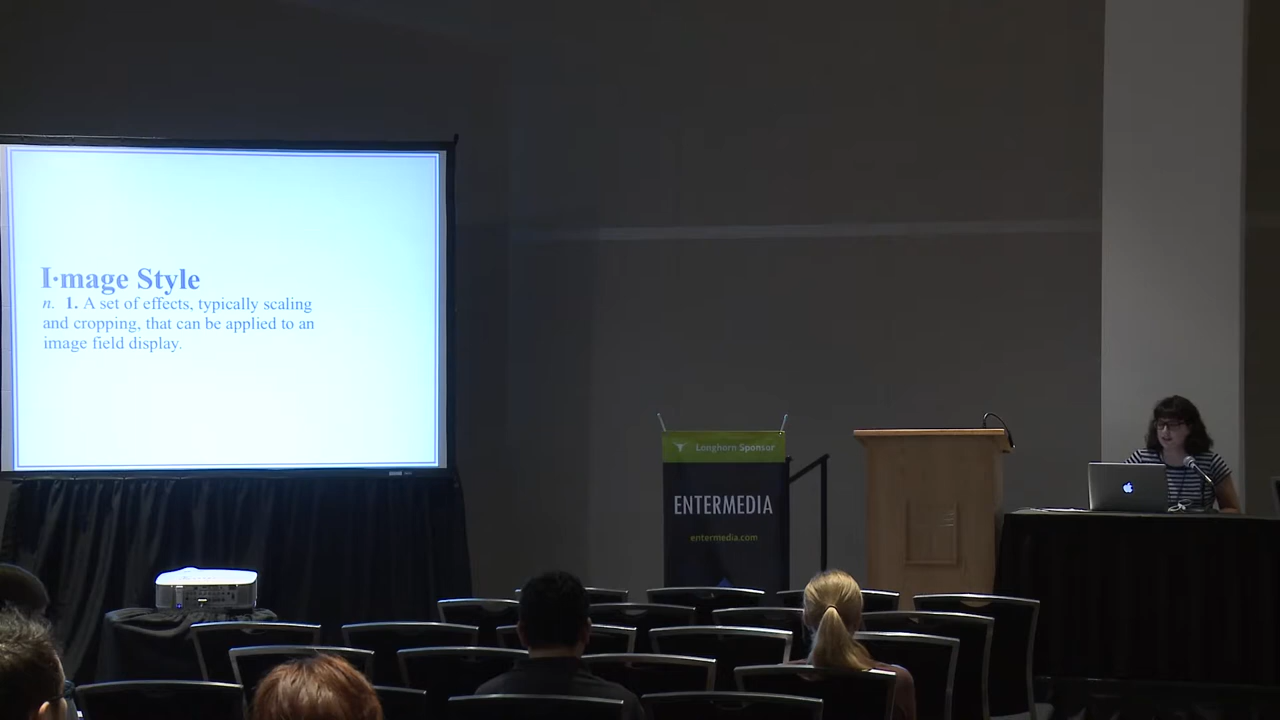 I·mage Style
n. 1. A set of effects, typically scaling
and cropping, that can be applied to an
image field display.
Longhorn Sponsor
ENTERMEDIA
entermedia.com